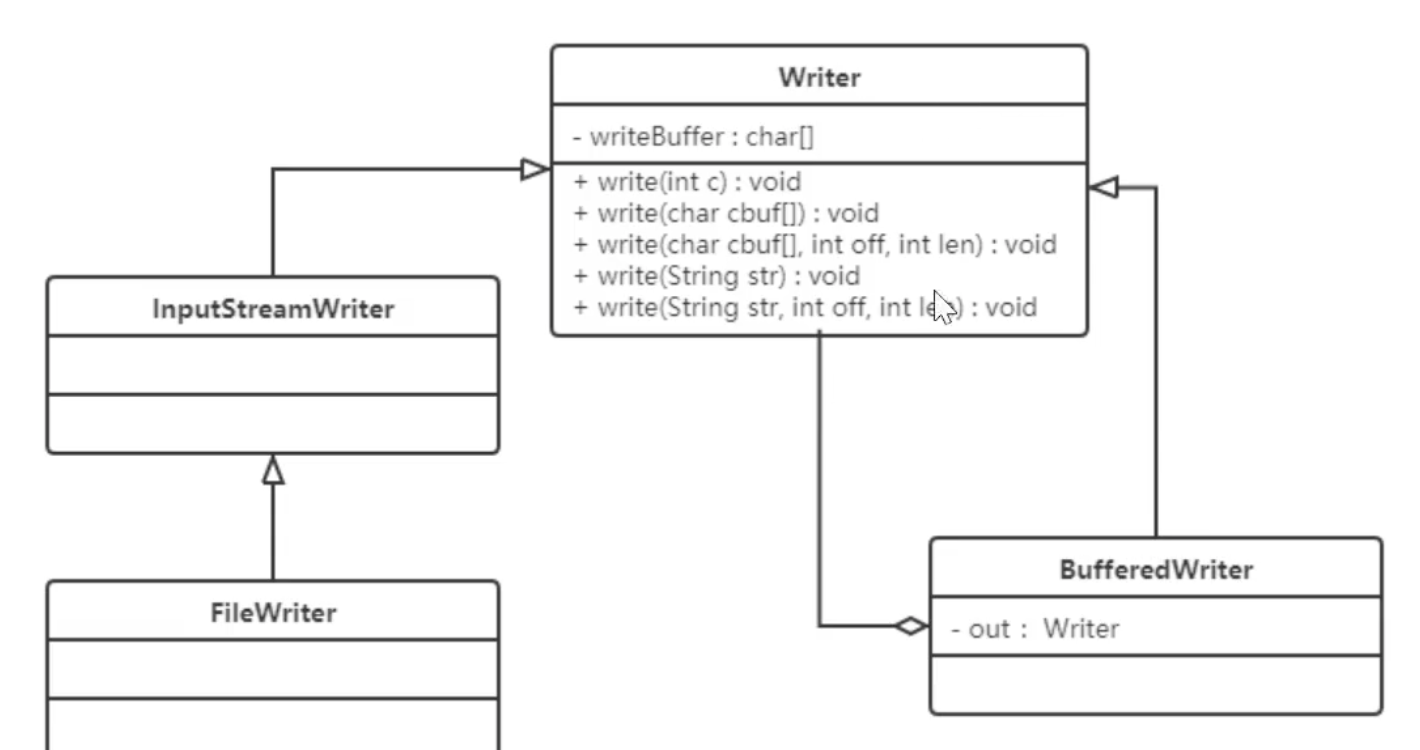 Writer
- writeBuffer : char[]
+ write(int c) : void
+ write(char cbuf[]) : void
+ write(char cbuf[], int off, int len) : void
+ write(String str) : void
+ write(String str, int off, int len) : void
InputStreamWriter
FileWriter
BufferedWriter
- out : Writer